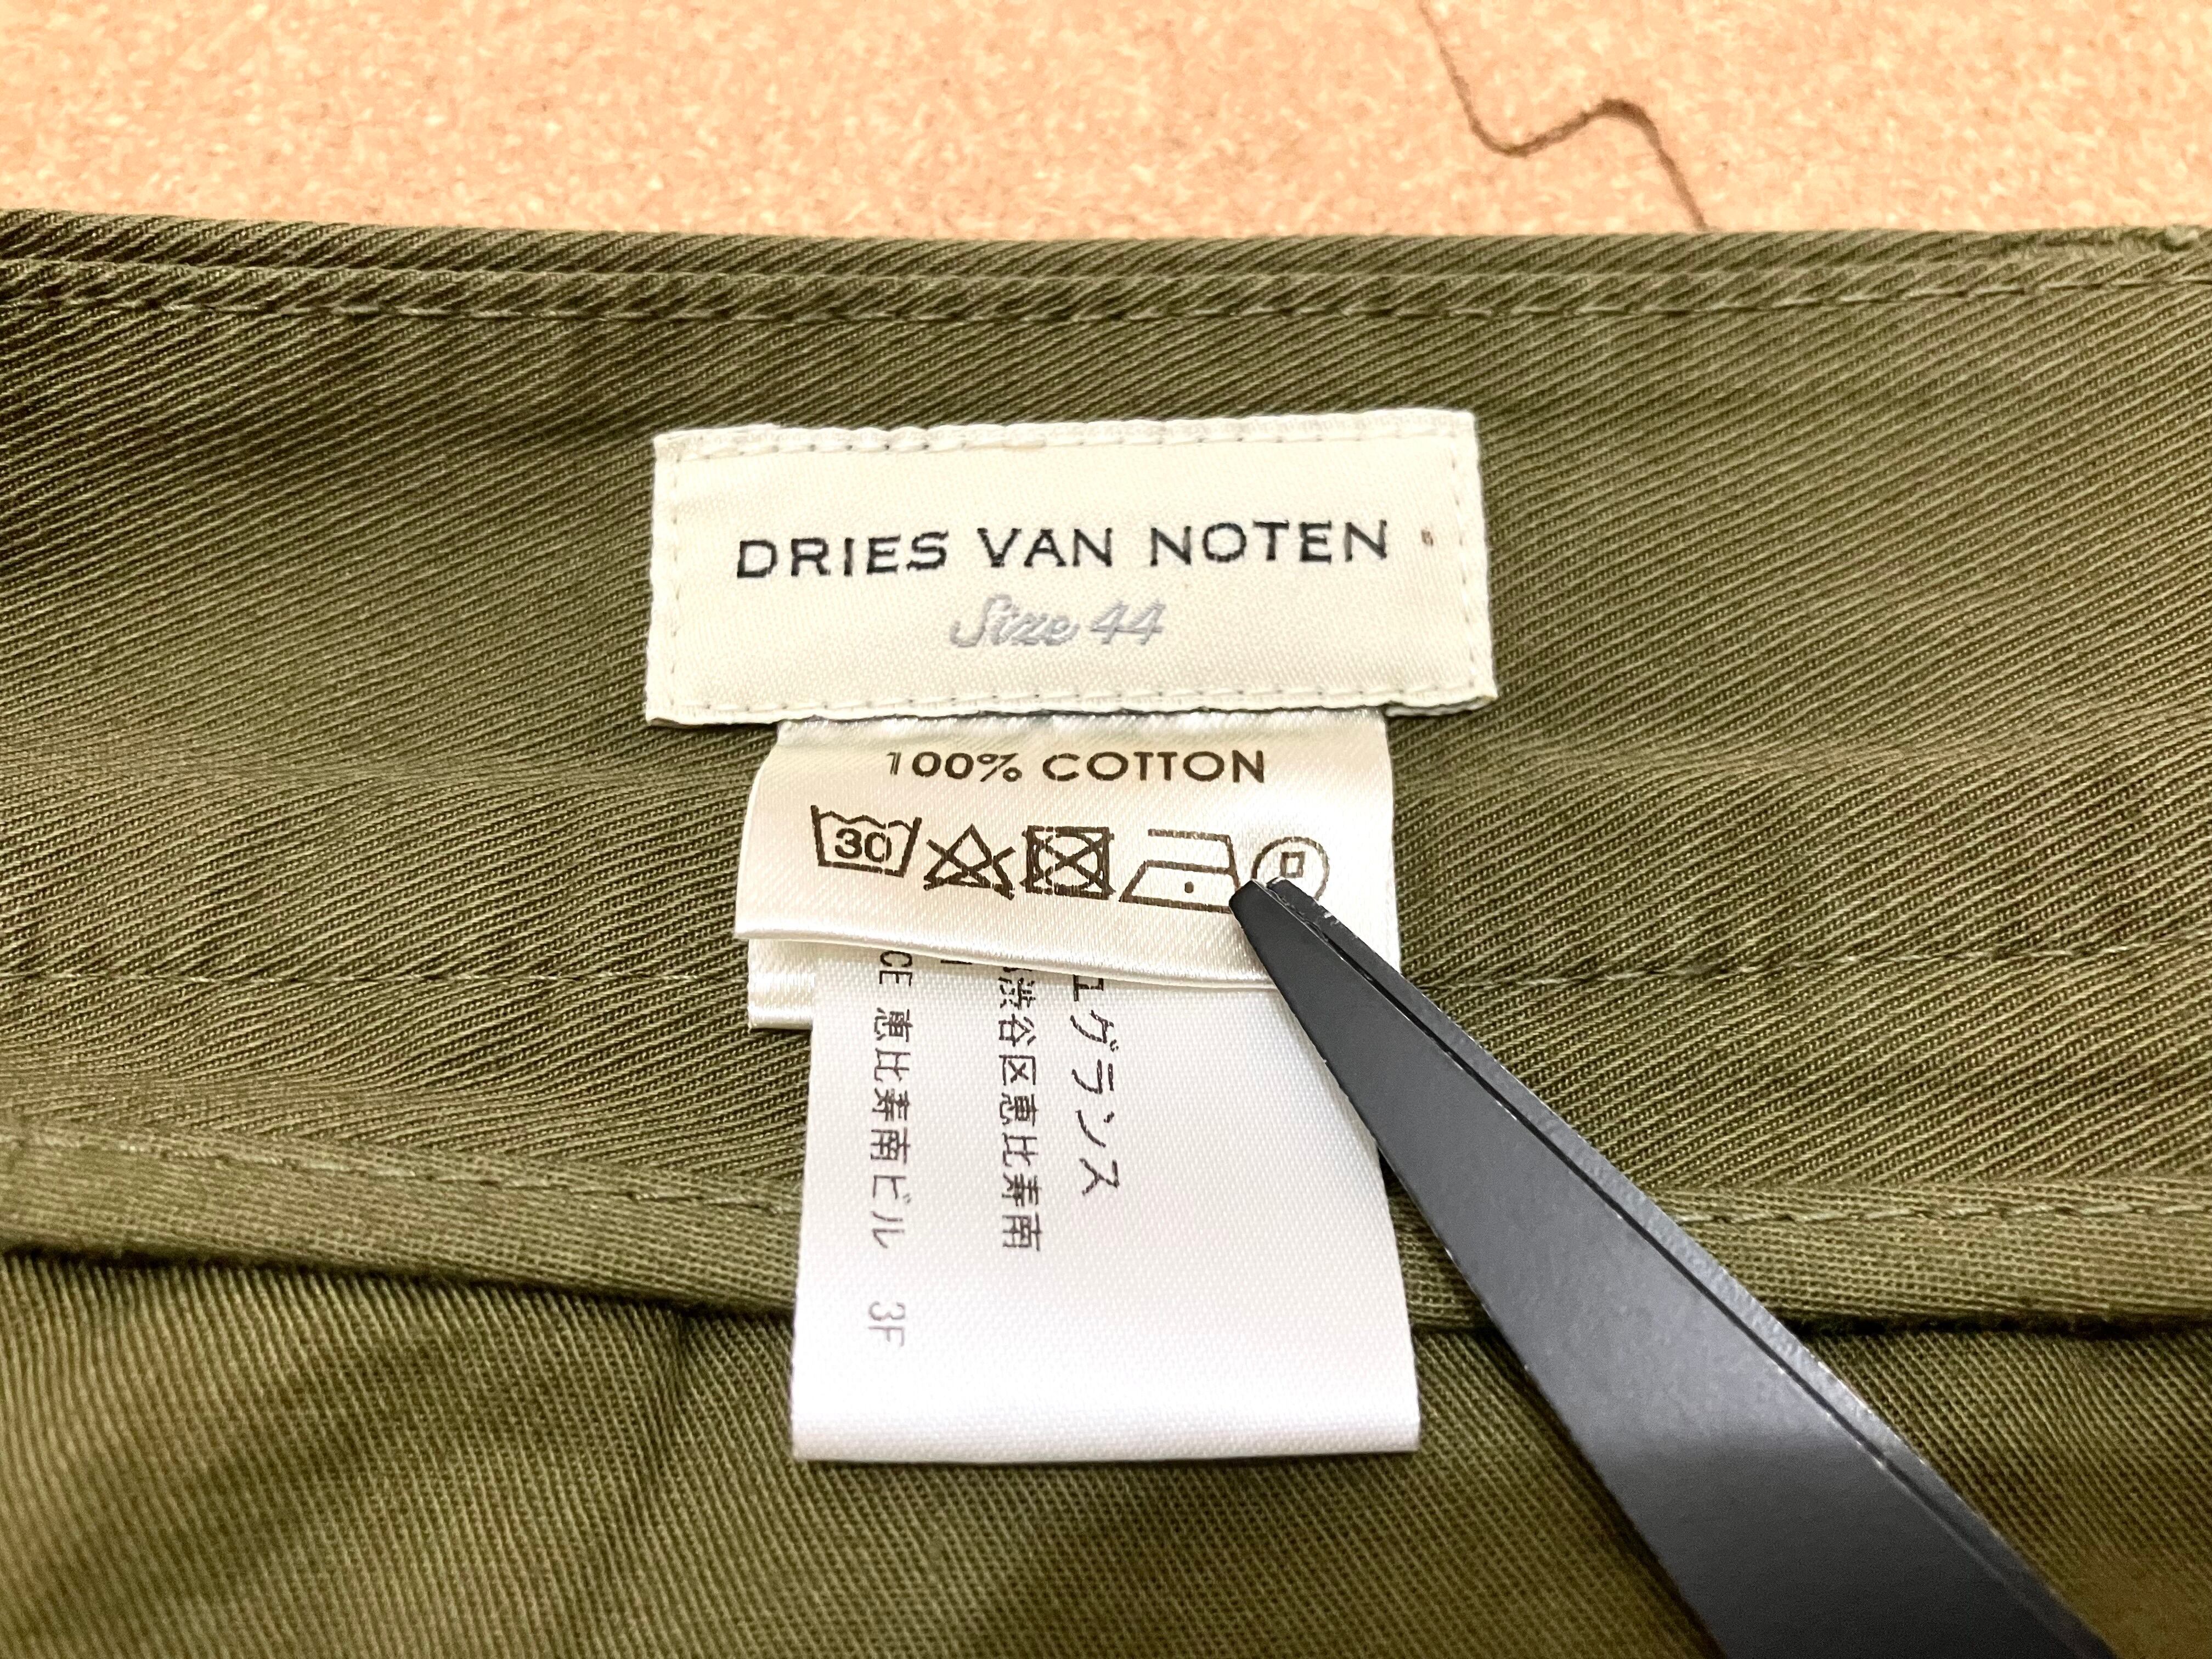 DRIES VAN NOTEN
Size 44
100% COTTON
30
グランス
渋谷区恵比寿南
CE 恵比寿南ビル 3F